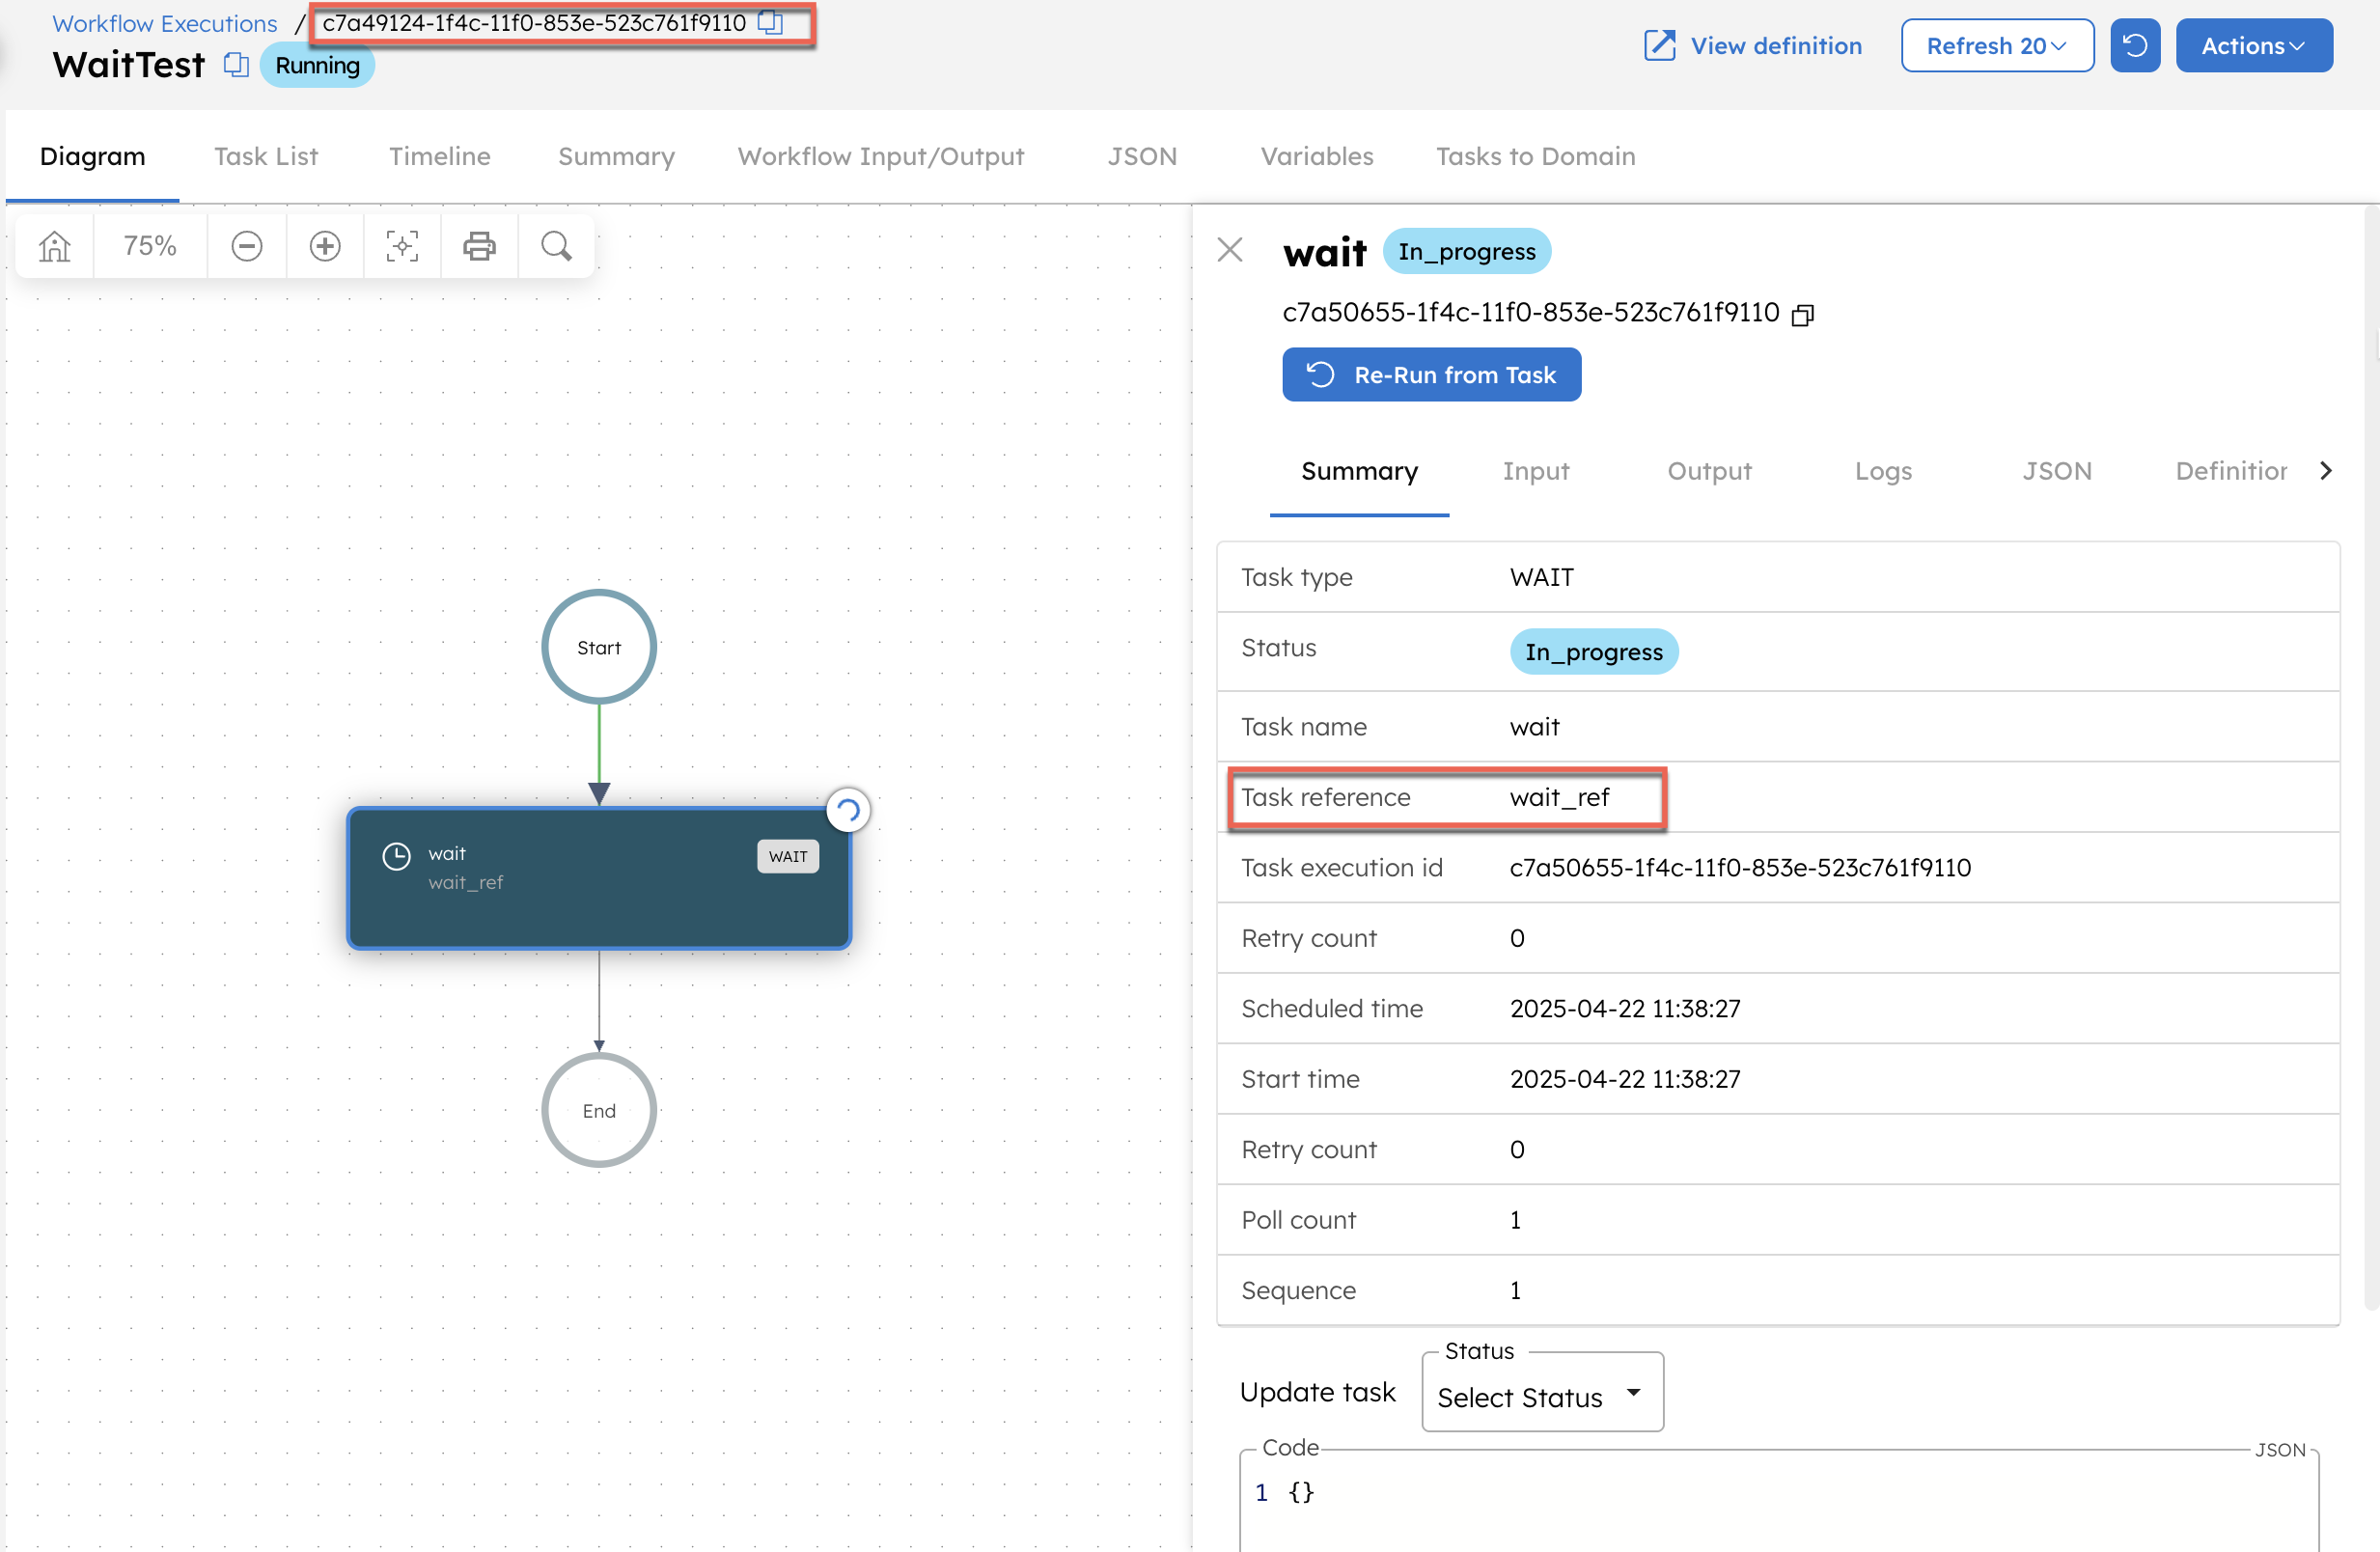 Workflow Executions / c7a49124-1f4c-11f0-853e-523c761f9110
WaitTest Running
View definition
Refresh 20
Actions
Diagram Task List Timeline Summary Workflow Input/Output JSON Variables Tasks to Domain
75%
Start
wait
wait_ref
WAIT
End
wait In_progress
c7a50655-1f4c-11f0-853e-523c761f9110
Re-Run from Task
Summary Input Output Logs JSON Definition
Task type WAIT
Status In_progress
Task name wait
Task reference wait_ref
Task execution id c7a50655-1f4c-11f0-853e-523c761f9110
Retry count 0
Scheduled time 2025-04-22 11:38:27
Start time 2025-04-22 11:38:27
Retry count 0
Poll count 1
Sequence 1
Update task
Status
Select Status
Code JSON
1 {}